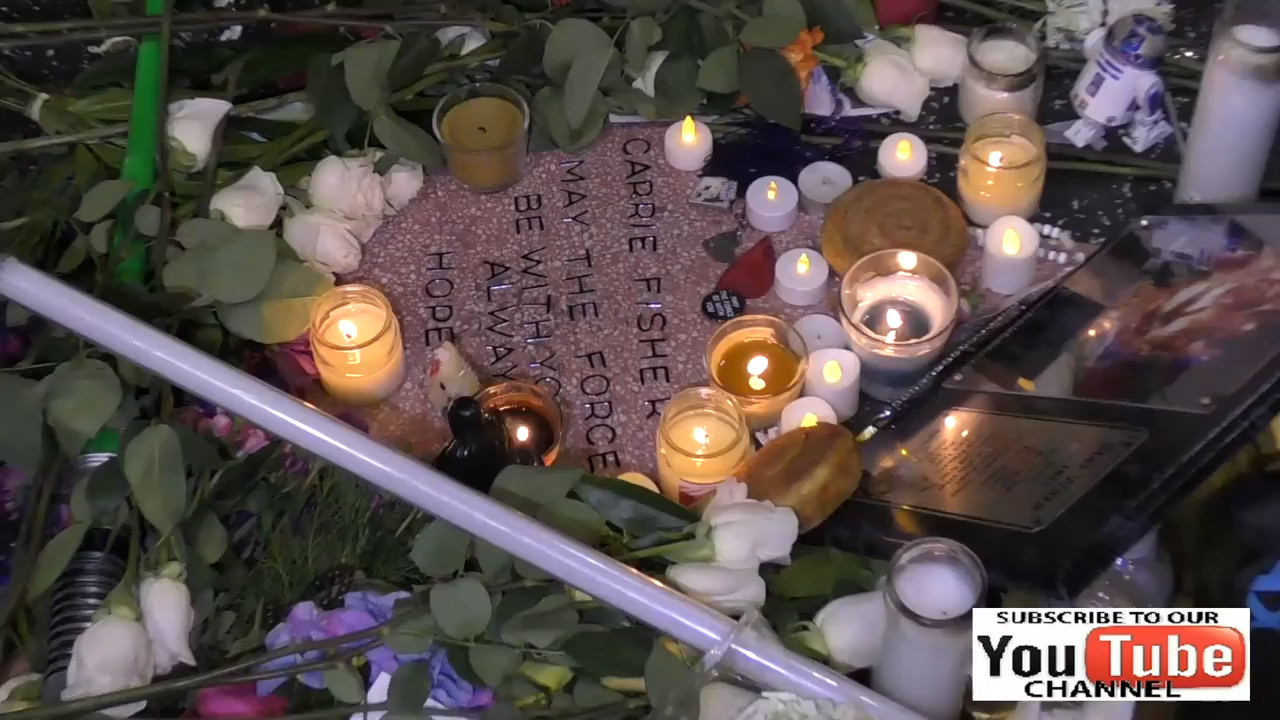 CARRIE FISHER
MAY THE FORCE
BE WITH YO
ALWAY
HOPE
SUBSCRIBE TO OUR
YouTube
CHANNEL